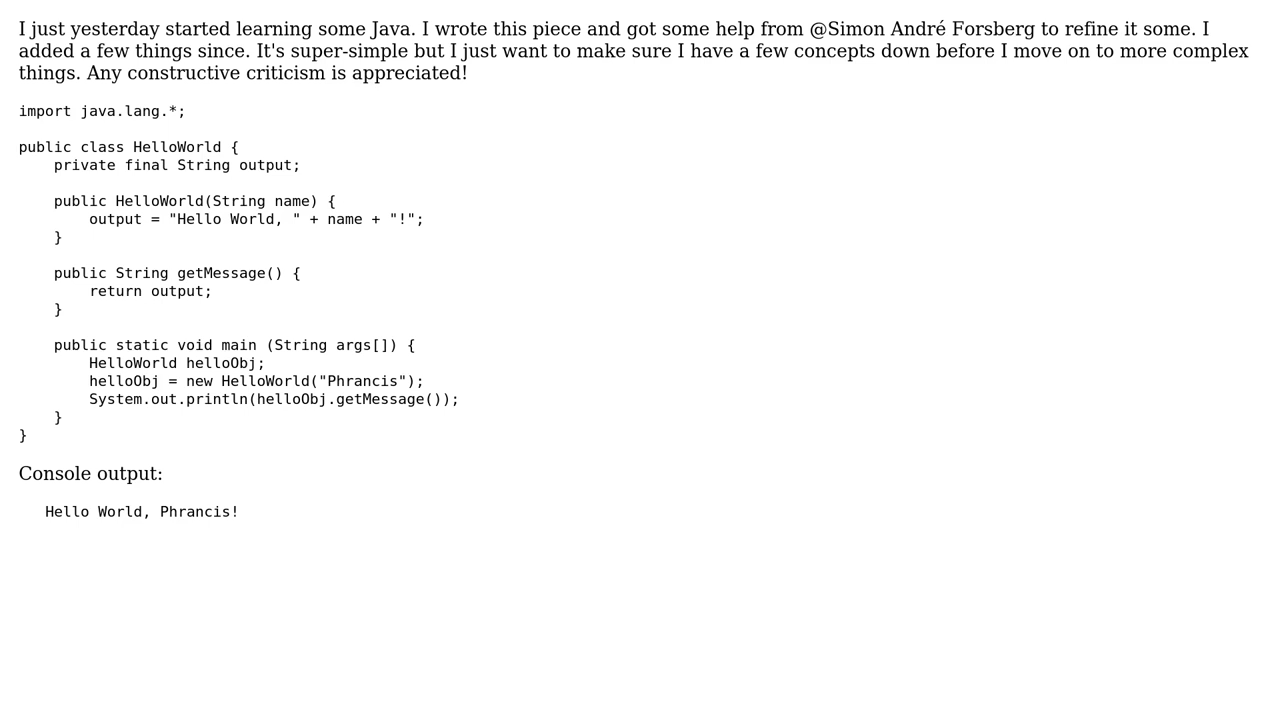 I just yesterday started learning some Java. I wrote this piece and got some help from @Simon André Forsberg to refine it some. I
added a few things since. It's super-simple but I just want to make sure I have a few concepts down before I move on to more complex
things. Any constructive criticism is appreciated!
import java.lang.*;
public class HelloWorld {
    private final String output;
    public HelloWorld(String name) {
        output = "Hello World, " + name + "!";
    }
    public String getMessage() {
        return output;
    }
    public static void main (String args[]) {
        HelloWorld helloObj;
        helloObj = new HelloWorld("Phrancis");
        System.out.println(helloObj.getMessage());
    }
}
Console output:
   Hello World, Phrancis!